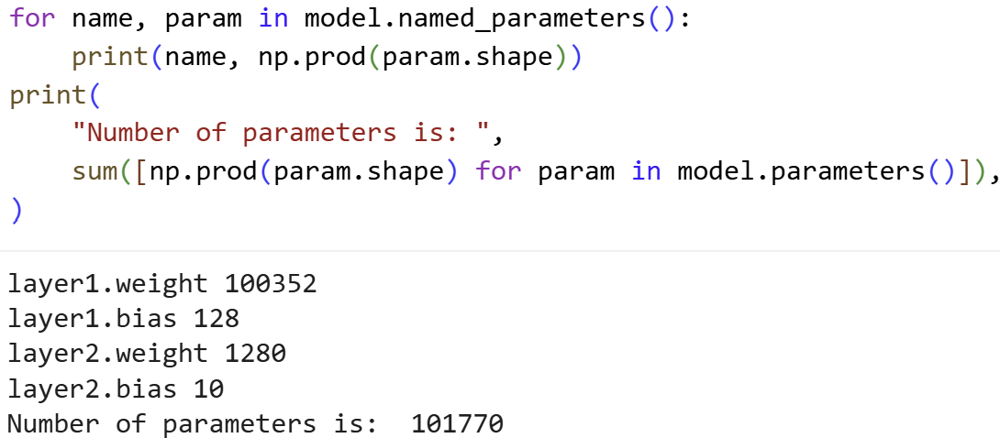 for name, param in model.named_parameters():
    print(name, np.prod(param.shape))
print(
    "Number of parameters is: ",
    sum([np.prod(param.shape) for param in model.parameters()]),
)
layer1.weight 100352
layer1.bias 128
layer2.weight 1280
layer2.bias 10
Number of parameters is:  101770